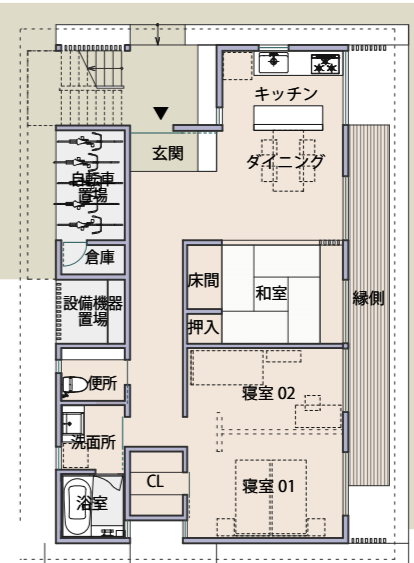 キッチン
玄関
ダイニング
自転車
置場
倉庫
床間
和室
縁側
設備機器
置場
押入
便所
寝室 02
洗面所
CL
寝室 01
浴室